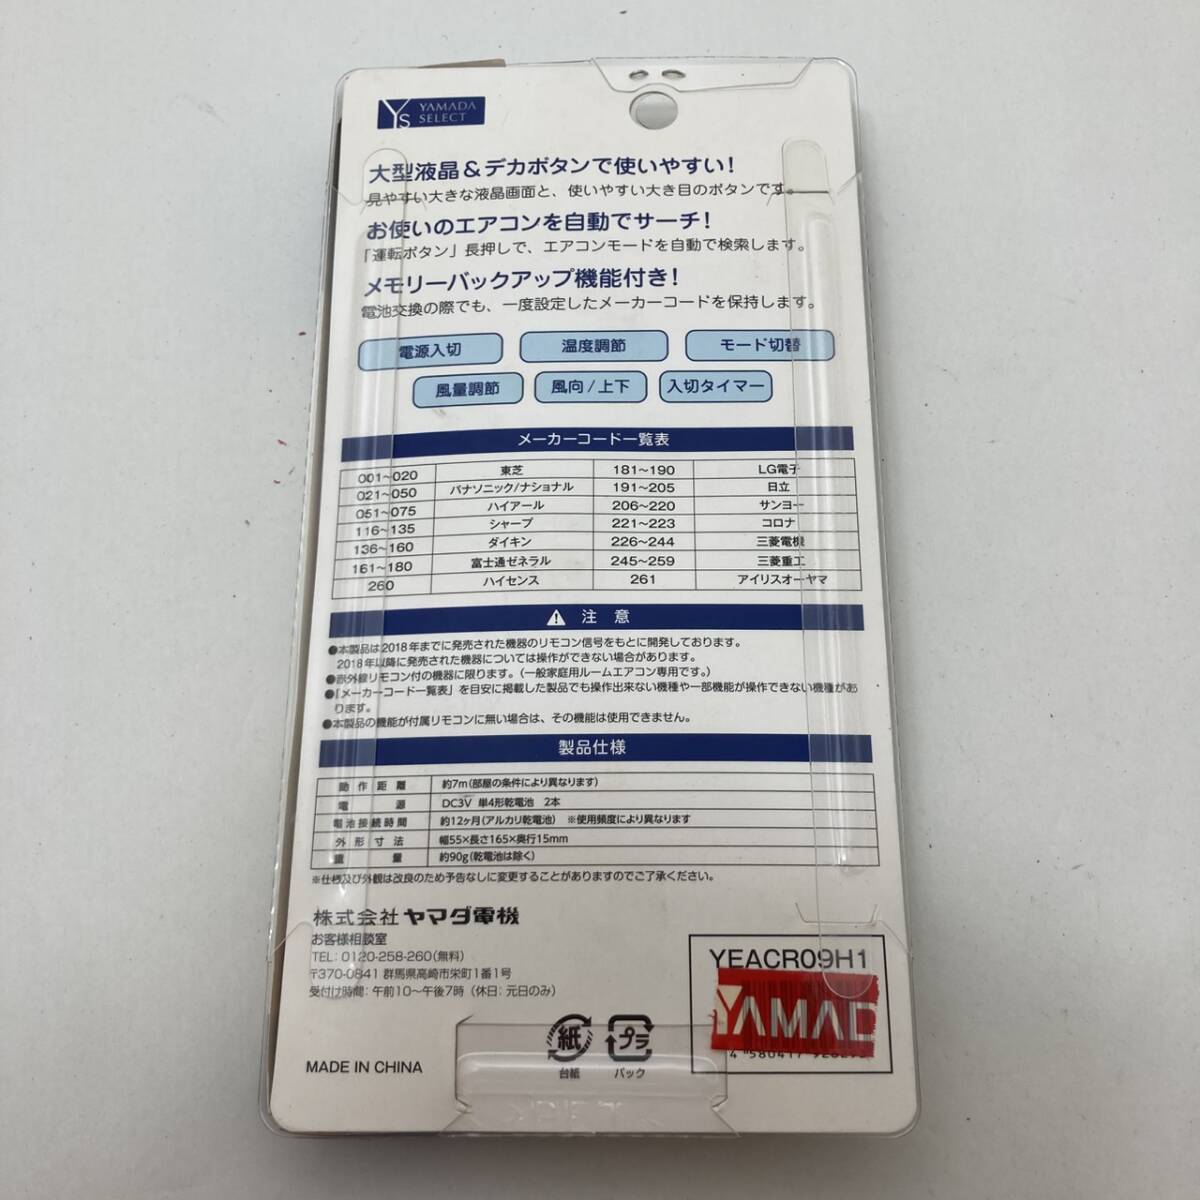 YS YAMADA
SELECT
大型液晶&デカボタンで使いやすい!
見やすい大きな液晶画面と、使いやすい大き目のボタンです。
お使いのエアコンを自動でサーチ!
「運転ボタン」長押しで、エアコンモードを自動で検索します。
メモリーバックアップ機能付き!
電池交換の際でも、一度設定したメーカーコードを保持します。
電源入切 温度調節 モード切替
風量調節 風向/上下 入切タイマー
メーカーコード一覧表
001~020 東芝 181~190 LG電子
021~050 パナソニック/ナショナル 191~205 日立
051~075 ハイアール 206~220 サンヨー
116~135 シャープ 221~223 コロナ
136~160 ダイキン 226~244 三菱電機
161~180 富士通ゼネラル 245~259 三菱重工
260 ハイセンス 261 アイリスオーヤマ
注意
●本製品は2018年までに発売された機器のリモコン信号をもとに開発しております。
2018年以降に発売された機器については操作ができない場合があります。
●赤外線リモコン付の機器に限ります。(一般家庭用ルームエアコン専用です。)
●「メーカーコード一覧表」を目安に掲載した製品でも操作出来ない機種や一部機能が操作できない機種があ
ります。
●本製品の機能が付属リモコンに無い場合は、その機能は使用できません。
製品仕様
動作距離 約7m(部屋の条件により異なります)
電源 DC3V 単4形乾電池 2本
電池接続時間 約12ヶ月(アルカリ乾電池) ※使用頻度により異なります
外形寸法 幅55×長さ165×奥行15mm
重量 約90g(乾電池は除く)
※仕様及び外観は改良のため予告なしに変更することがありますのでご了承ください。
株式会社ヤマダ電機
お客様相談室
TEL: 0120-258-260(無料)
〒370-0841 群馬県高崎市栄町1番1号
受付け時間: 午前10~午後7時 (休日: 元日のみ)
YEACR09H1
YAMAD
紙 プラ
台紙 パック
MADE IN CHINA